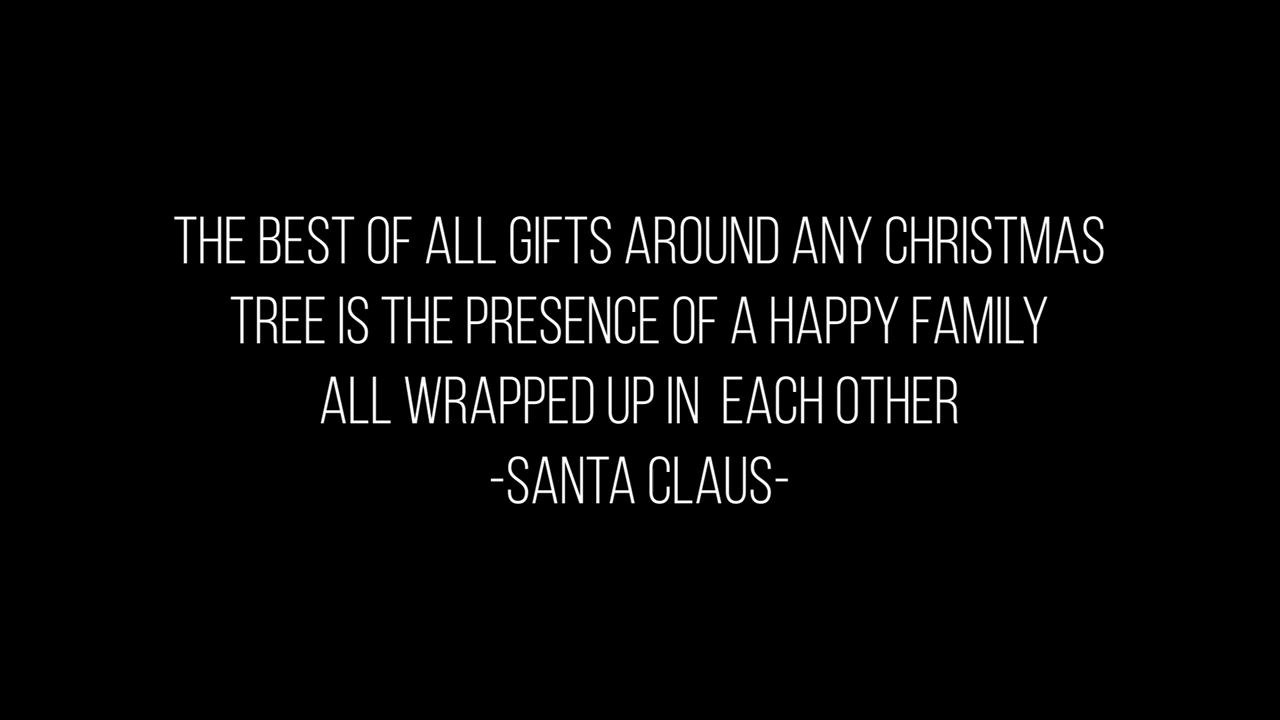 THE BEST OF ALL GIFTS AROUND ANY CHRISTMAS
TREE IS THE PRESENCE OF A HAPPY FAMILY
ALL WRAPPED UP IN  EACH OTHER
-SANTA CLAUS-